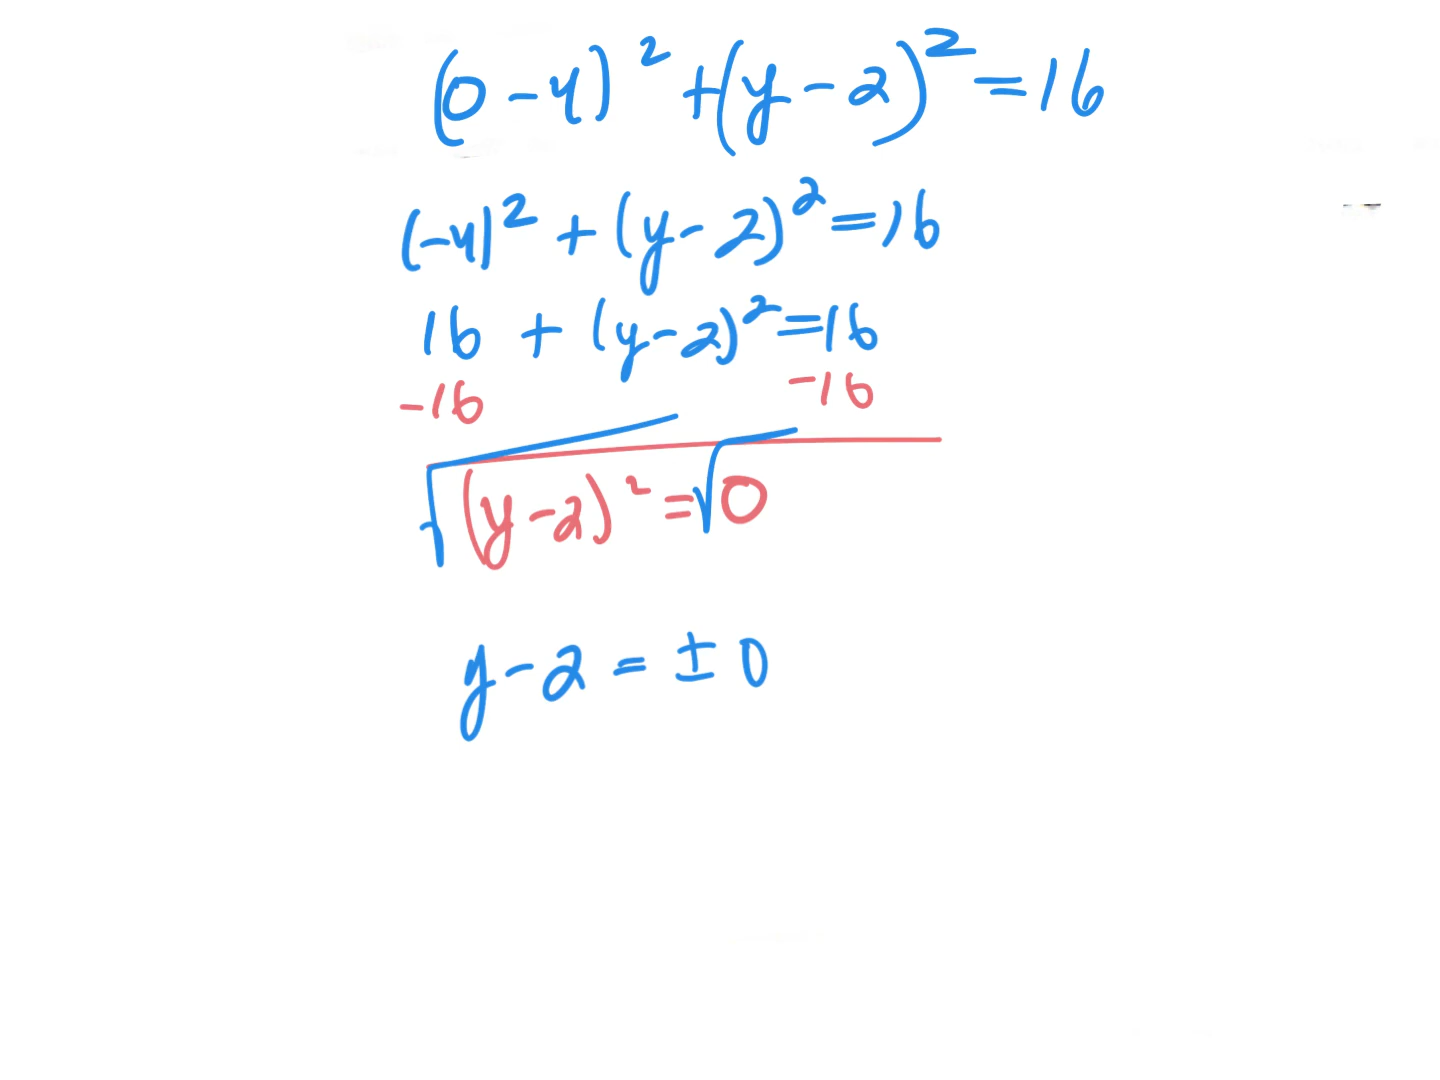 (0-4)² + (y-2)² = 16
(-4)² + (y-2)² = 16
16 + (y-2)² = 16
-16 -16
√(y-2)² = √0
y-2 = ± 0